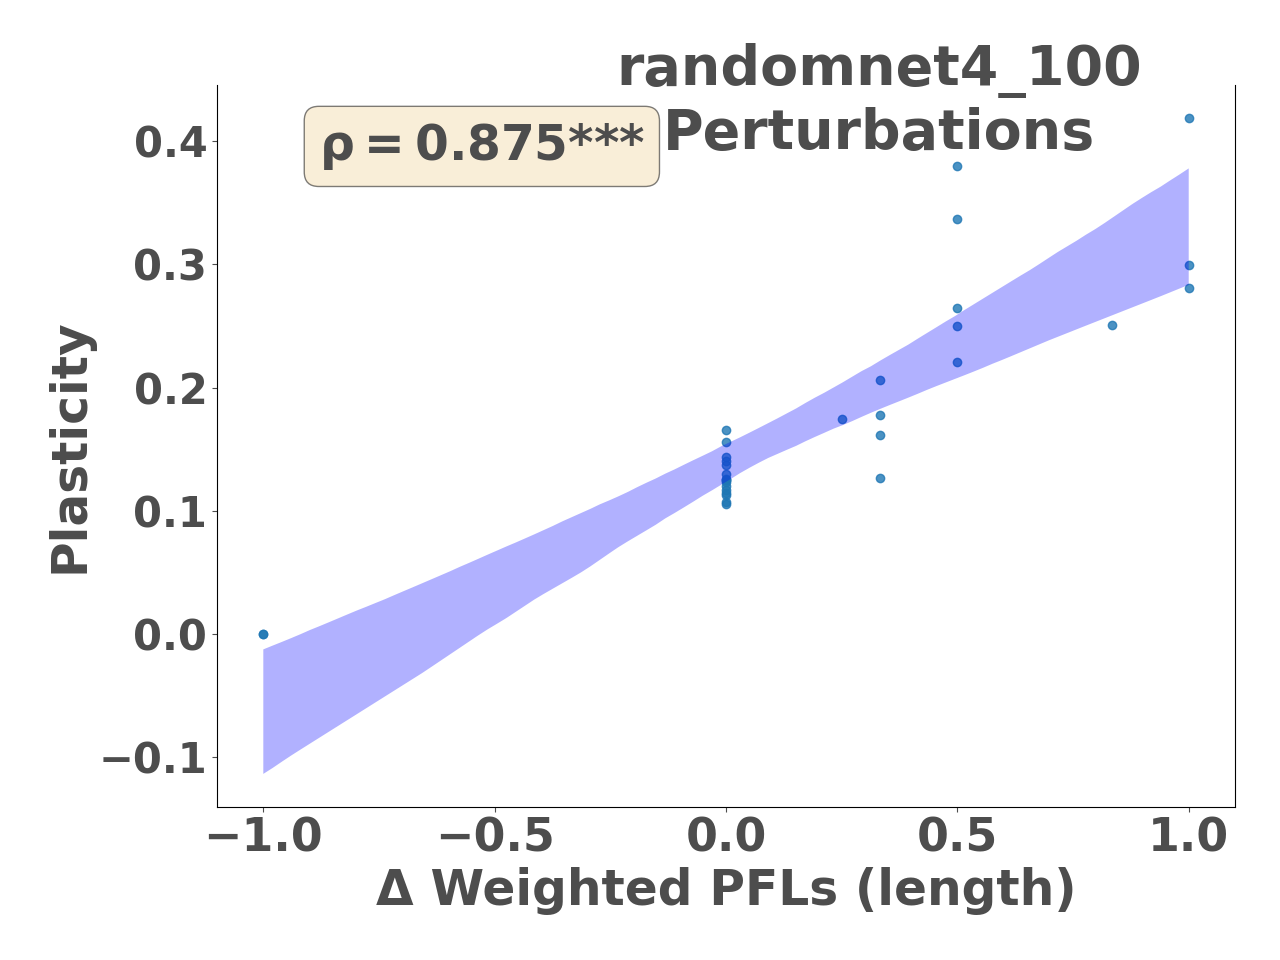 randomnet4_100
Perturbations
ρ = 0.875***
0.4
0.3
0.2
0.1
0.0
−0.1
Plasticity
−1.0 −0.5 0.0 0.5 1.0
Δ Weighted PFLs (length)